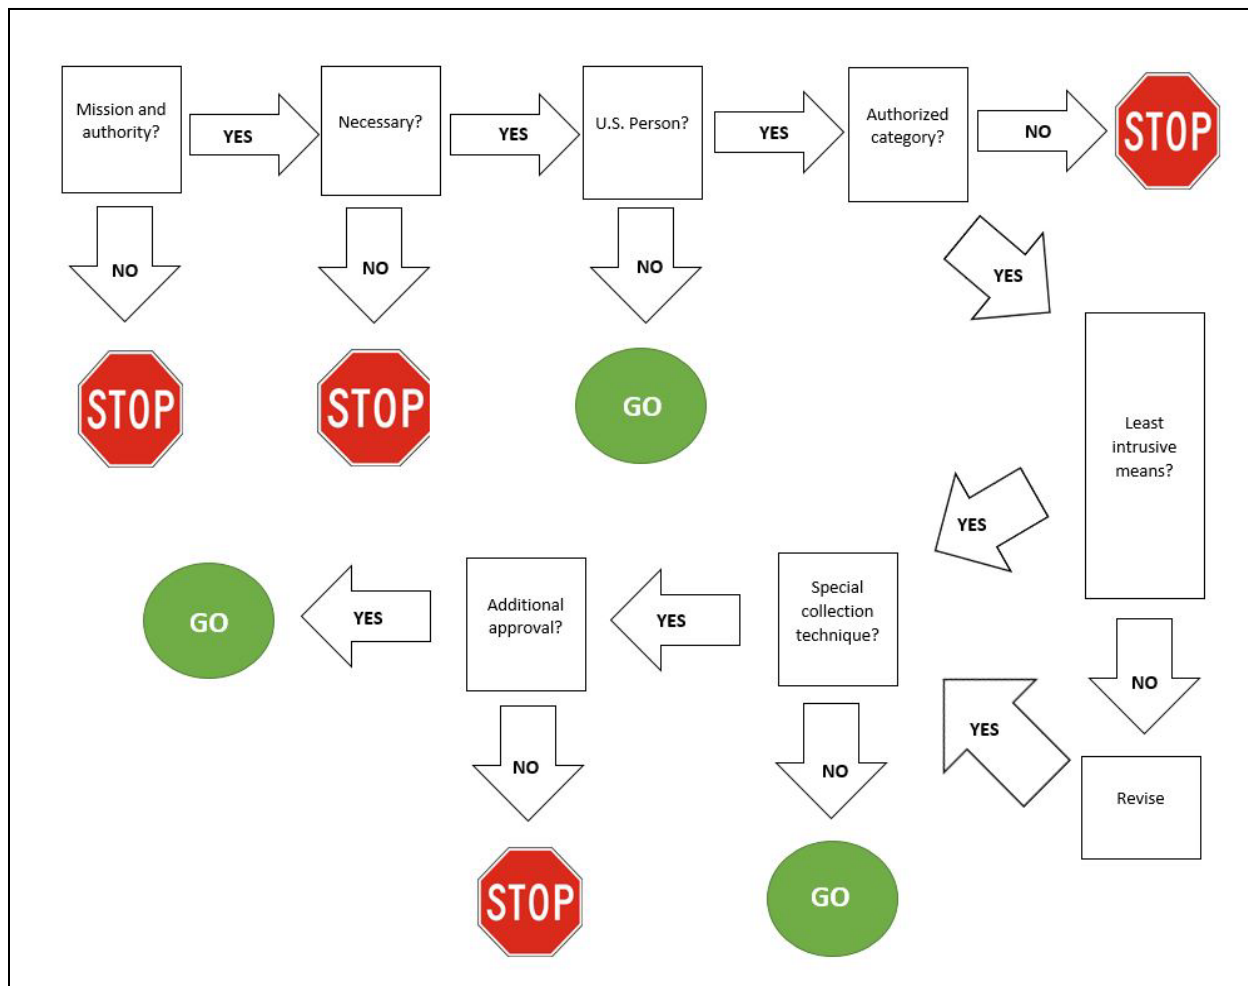 Mission and
authority?
YES
Necessary?
YES
U.S. Person?
YES
Authorized
category?
NO
STOP
NO
NO
NO
YES
STOP
STOP
GO
Least
intrusive
means?
YES
GO
YES
Additional
approval?
YES
Special
collection
technique?
NO
YES
NO
NO
Revise
STOP
GO